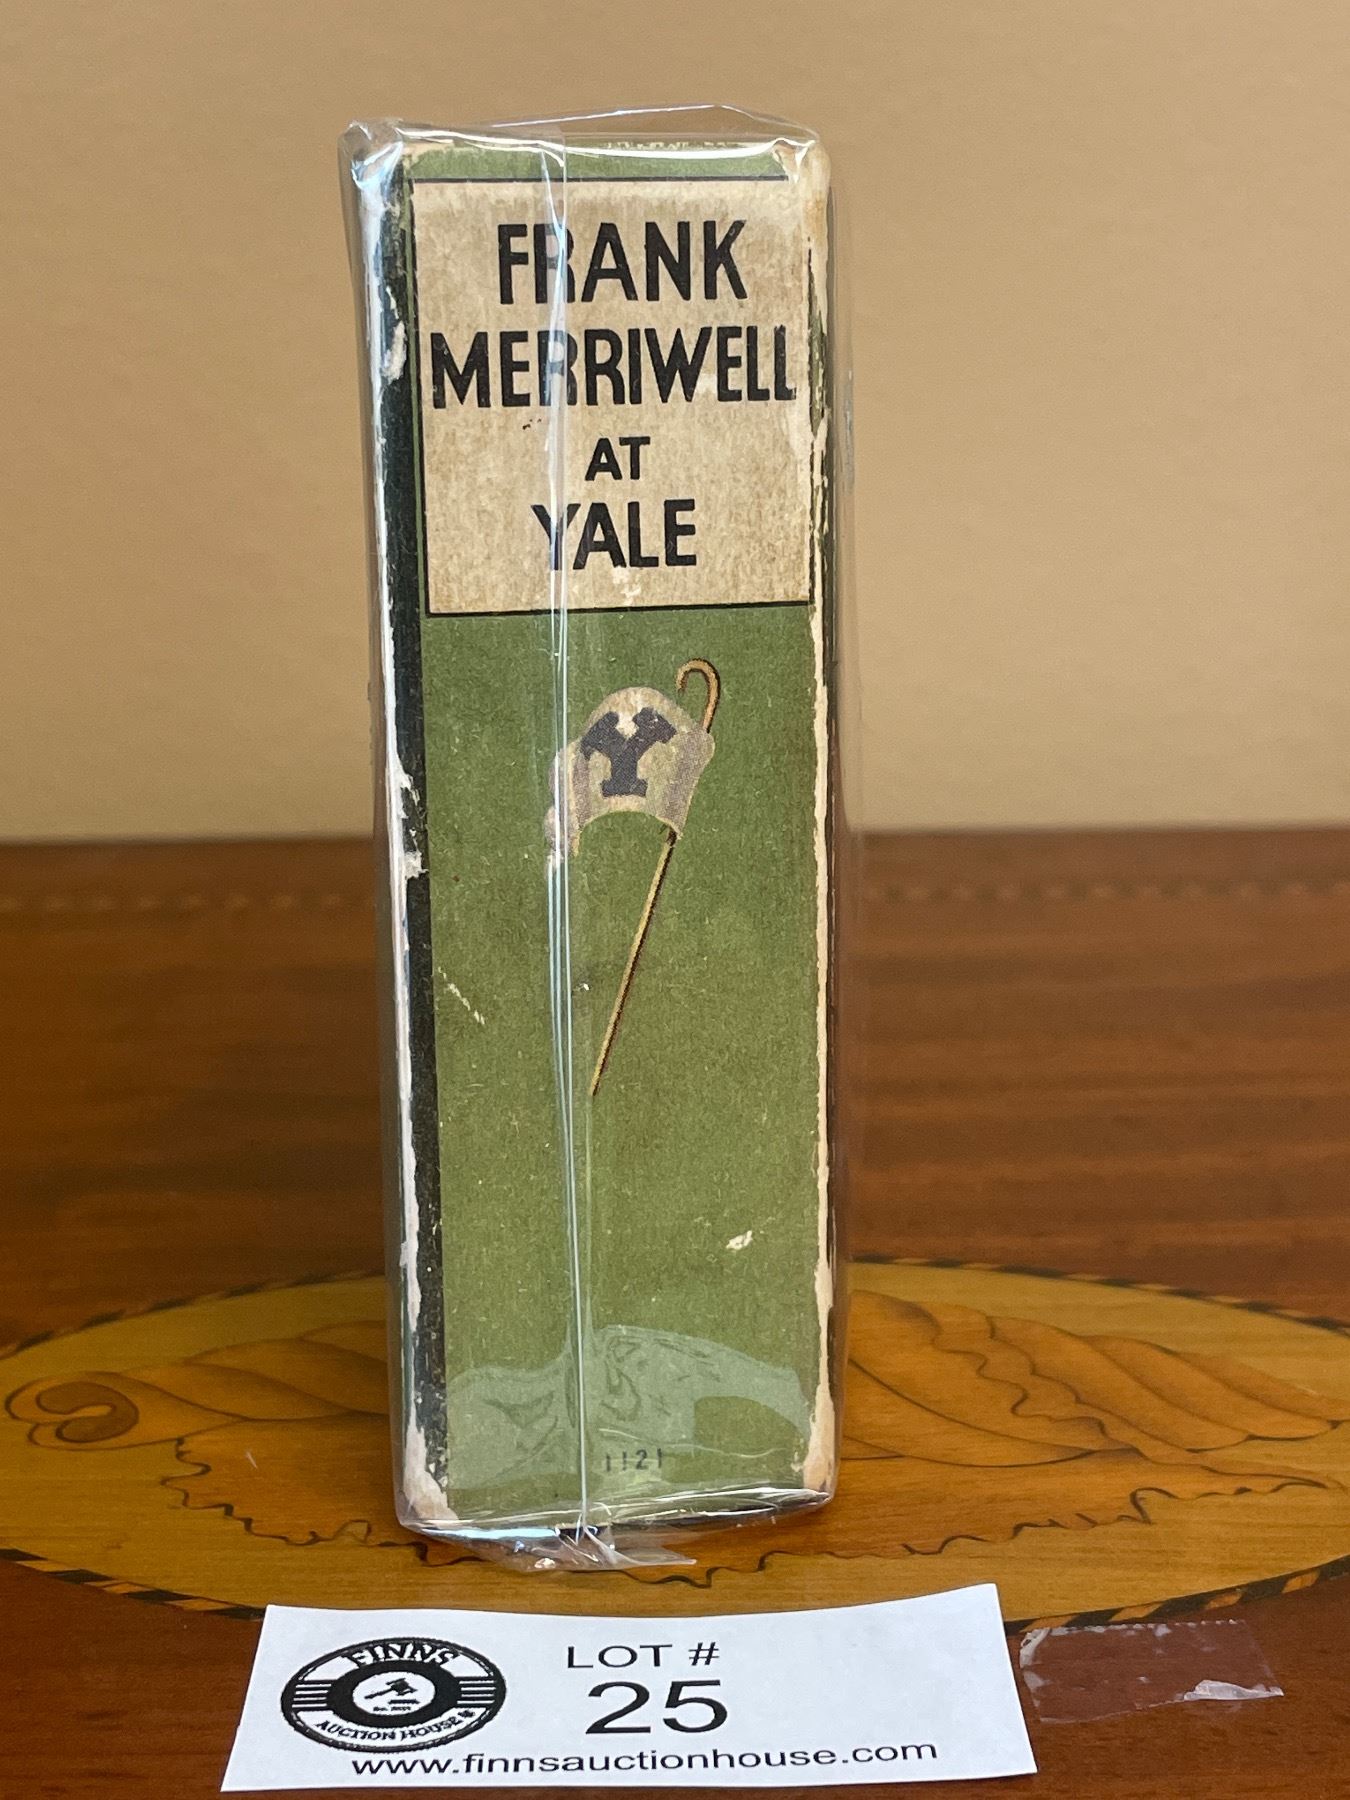 FRANK
MERRIWELL
AT
YALE
Y
1121
FINNS
AUCTION HOUSE
LOT #
25
www.finnsauctionhouse.com